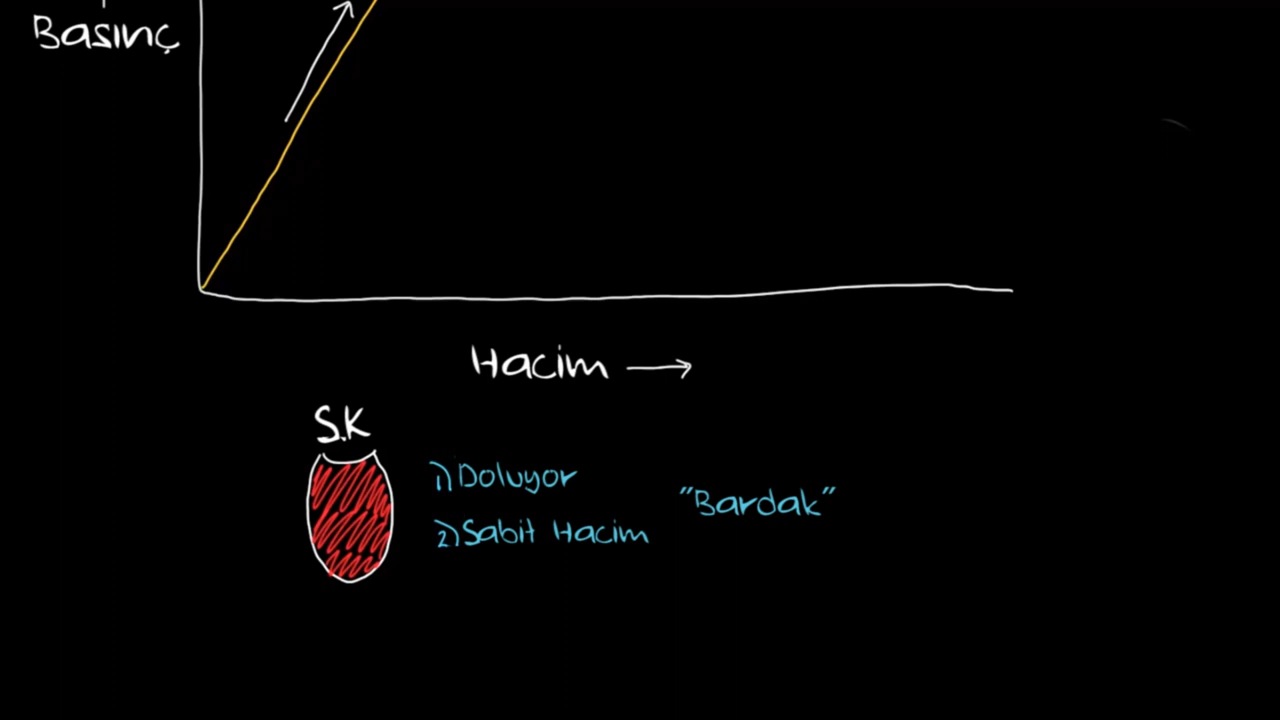 Basınç
Hacim →
S.K
1) Doluyor
2) Sabit Hacim
"Bardak"